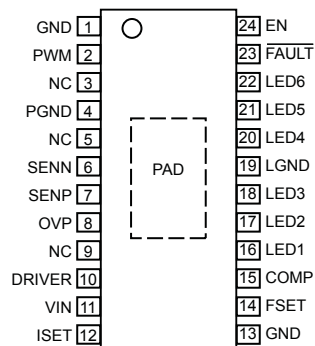 GND 1
PWM 2
NC 3
PGND 4
NC 5
SENN 6
SENP 7
OVP 8
NC 9
DRIVER 10
VIN 11
ISET 12
PAD
24 EN
23 FAULT
22 LED6
21 LED5
20 LED4
19 LGND
18 LED3
17 LED2
16 LED1
15 COMP
14 FSET
13 GND